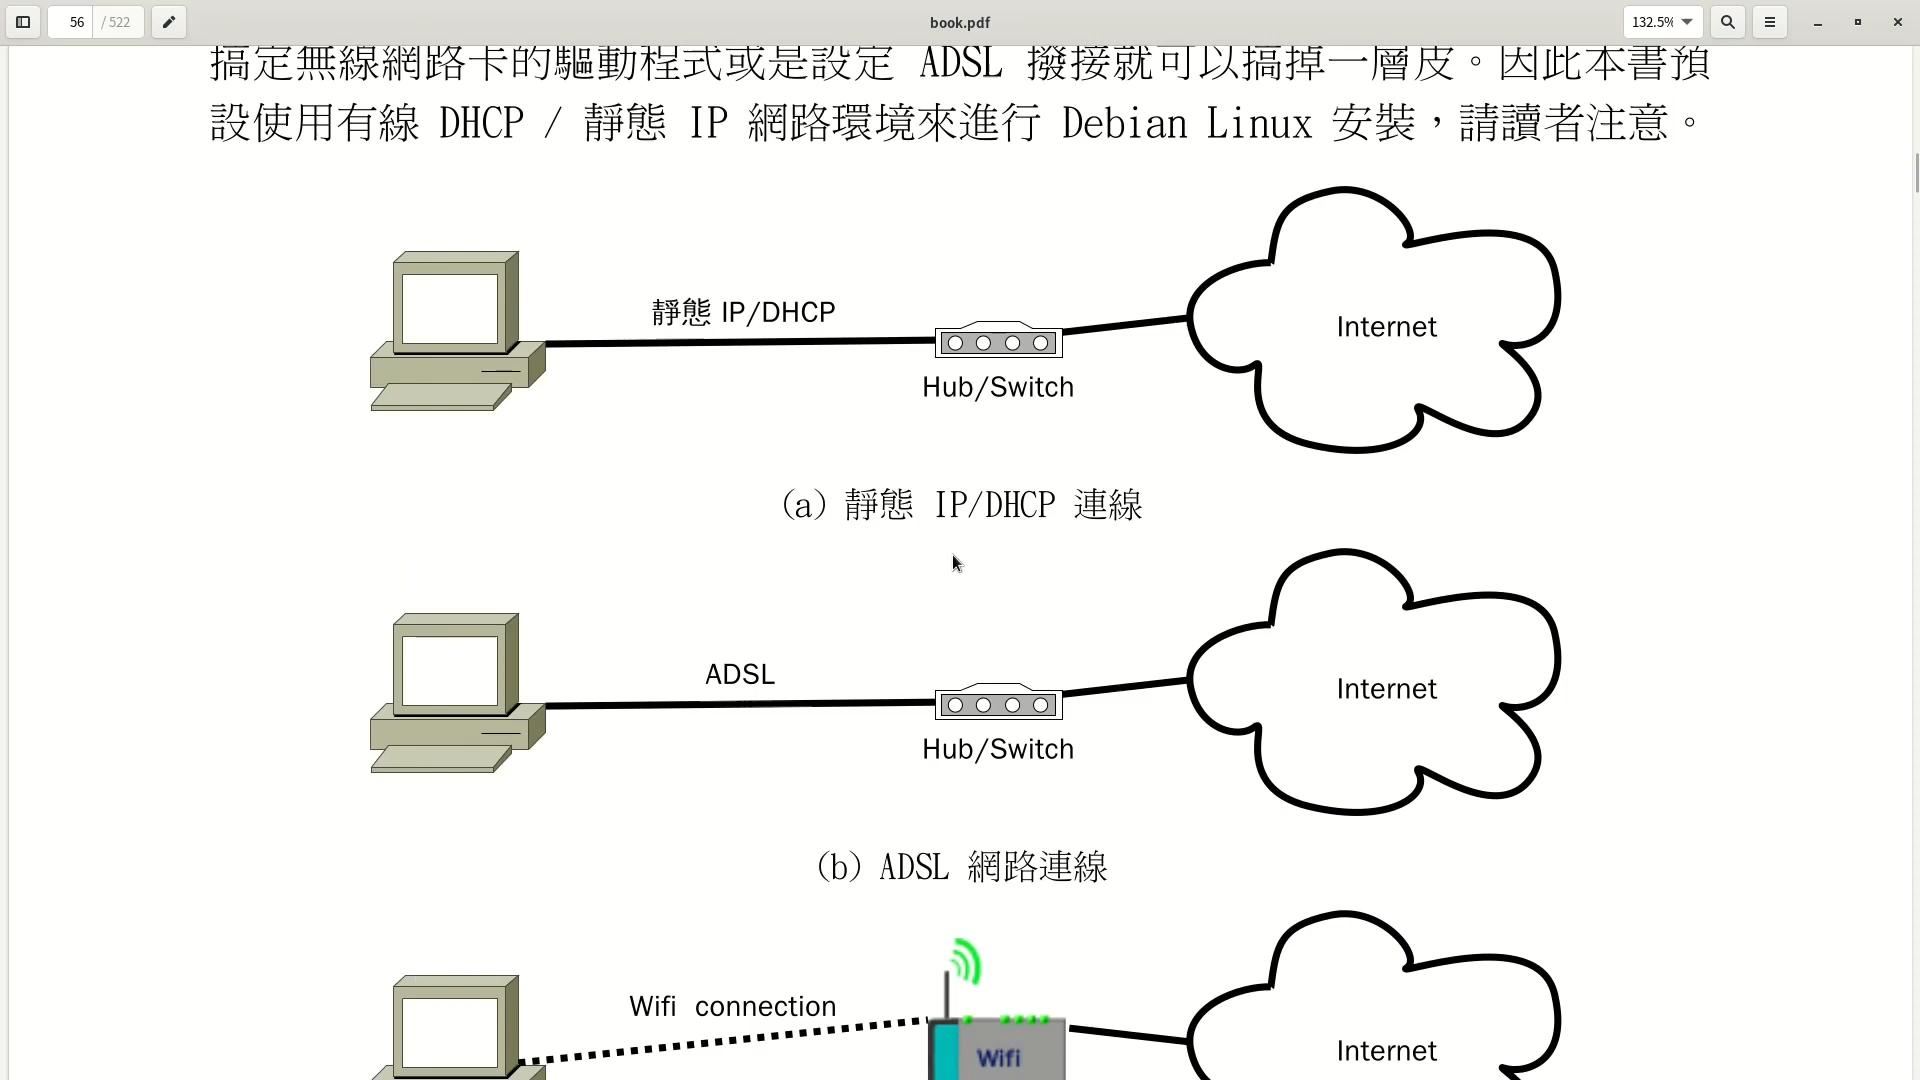 56
/ 522
book.pdf
132.5%
搞定無線網路卡的驅動程式或是設定 ADSL 撥接就可以搞掉一層皮。因此本書預
設使用有線 DHCP / 靜態 IP 網路環境來進行 Debian Linux 安裝，請讀者注意。
靜態 IP/DHCP
Internet
Hub/Switch
(a) 靜態 IP/DHCP 連線
ADSL
Internet
Hub/Switch
(b) ADSL 網路連線
Wifi connection
Wifi
Internet